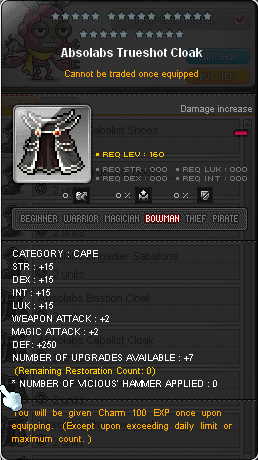 Absolabs Trueshot Cloak
Cannot be traded once equipped
Damage increase
REQ LEV : 160
REQ STR : 000
REQ LUK : 000
REQ DEX : 000
REQ INT : 000
0
0 %
0 %
BEGINNER WARRIOR MAGICIAN BOWMAN THIEF PIRATE
CATEGORY : CAPE
STR : +15
DEX : +15
INT : +15
LUK : +15
WEAPON ATTACK : +2
MAGIC ATTACK : +2
DEF: +250
NUMBER OF UPGRADES AVAILABLE : +7
(Remaining Restoration Count: 0)
* NUMBER OF VICIOUS' HAMMER APPLIED : 0
You will be given Charm 100 EXP once upon
equipping. (Except upon exceeding daily limit or
maximum count. )